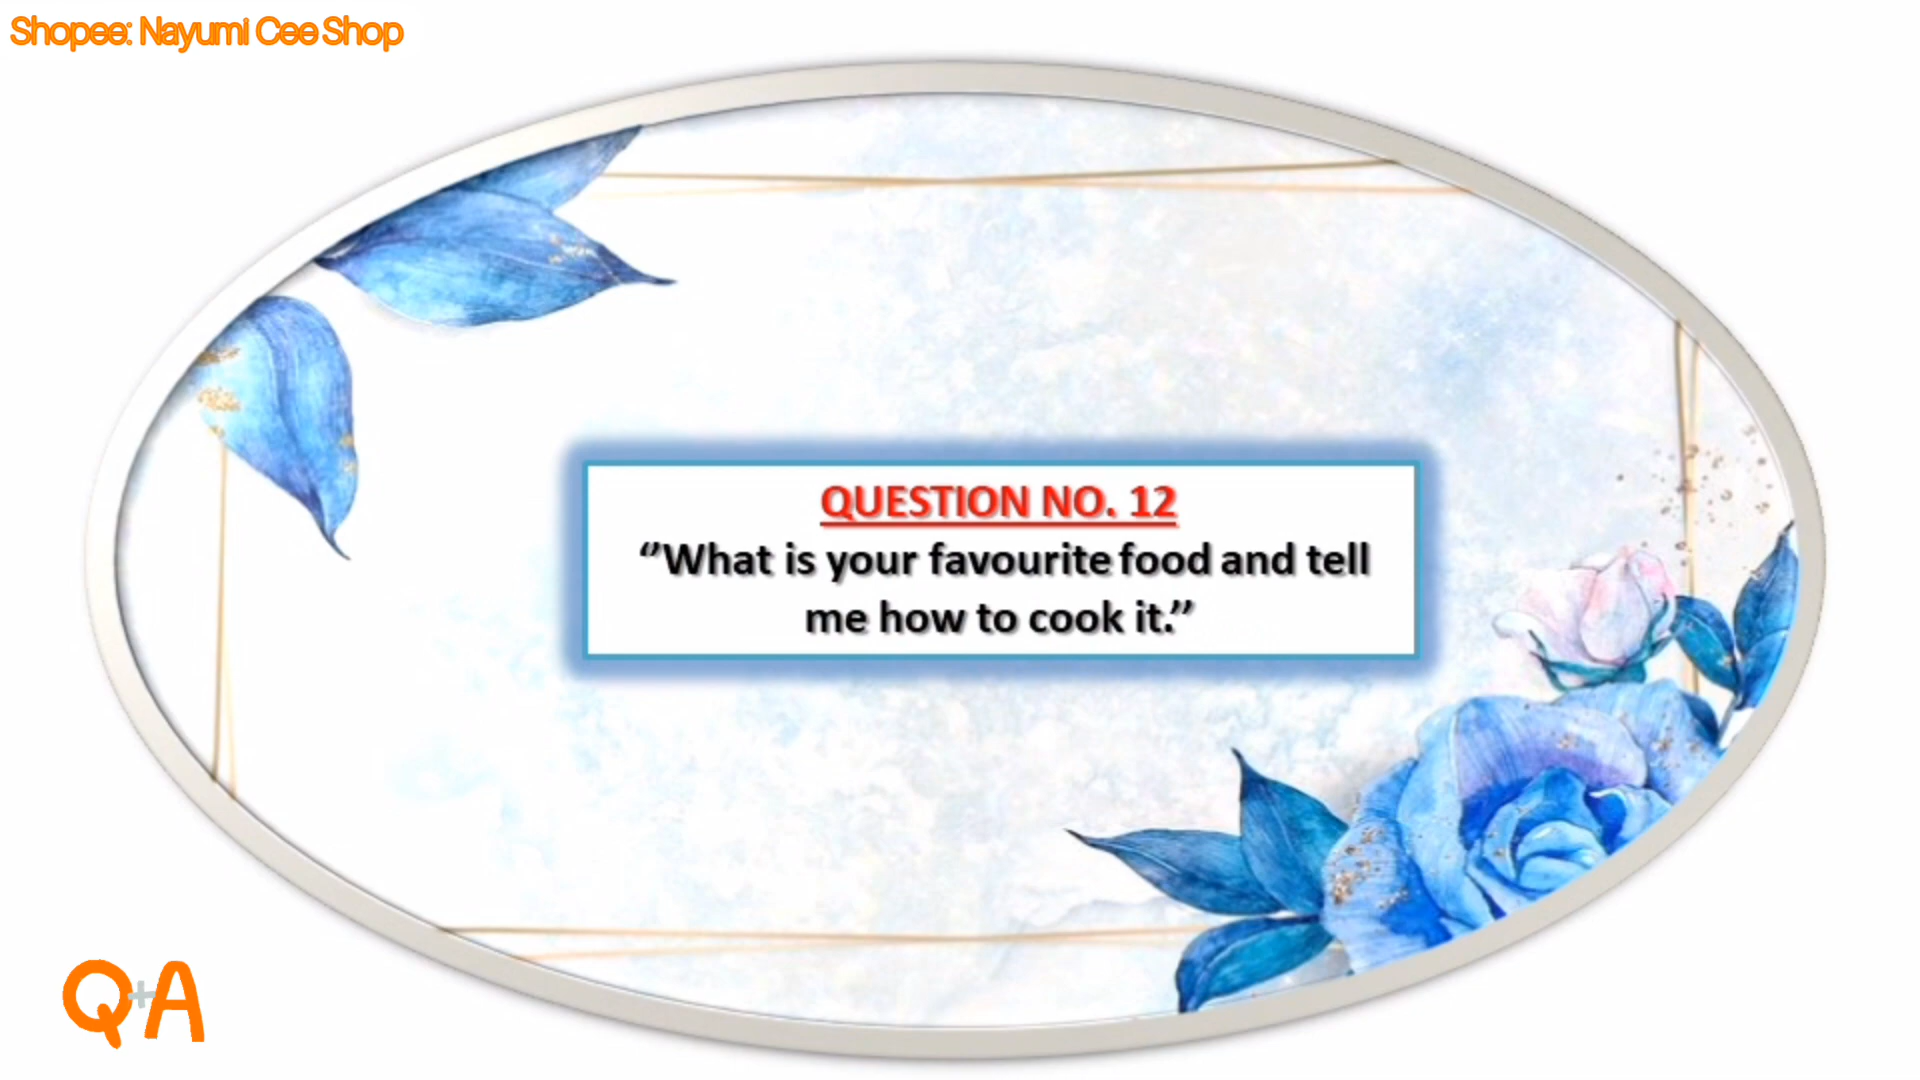 Shopee: Nayumi Cee Shop
QUESTION NO. 12
“What is your favourite food and tell
me how to cook it.”
Q+A